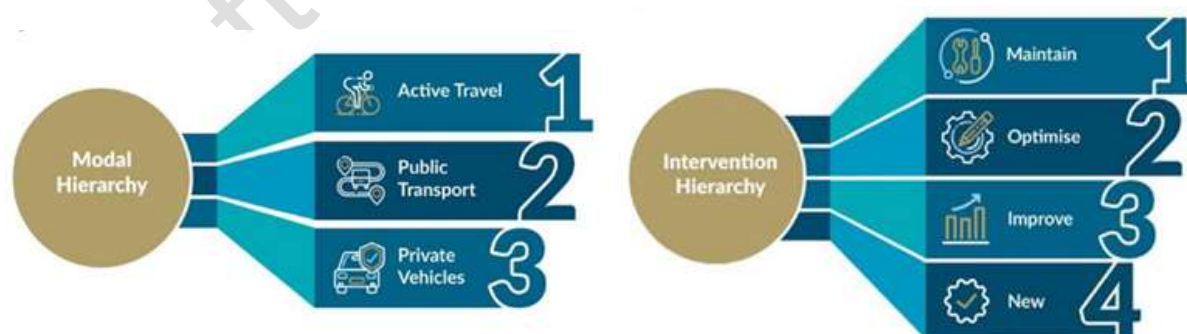 Modal
Hierarchy
Active Travel
1
Public
Transport
2
Private
Vehicles
3
Intervention
Hierarchy
Maintain
1
Optimise
2
Improve
3
New
4